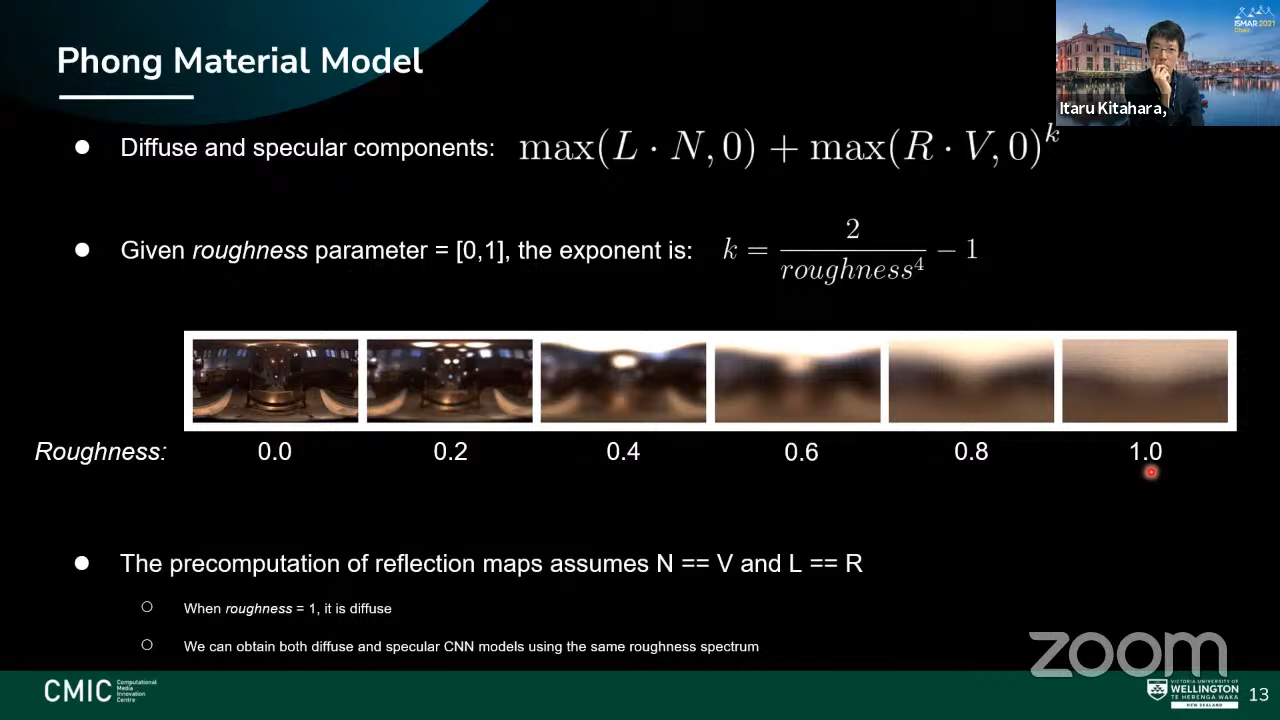 Phong Material Model
ISMAR 2021
Chair
Itaru Kitahara,
● Diffuse and specular components: max(L · N, 0) + max(R · V, 0)^k
● Given roughness parameter = [0,1], the exponent is: k = 2 / roughness^4 − 1
Roughness: 0.0 0.2 0.4 0.6 0.8 1.0
● The precomputation of reflection maps assumes N == V and L == R
○ When roughness = 1, it is diffuse
○ We can obtain both diffuse and specular CNN models using the same roughness spectrum
zoom
CMIC Computational
Media
Innovation
Centre
VICTORIA UNIVERSITY OF
WELLINGTON
TE HERENGA WAKA
NEW ZEALAND
13